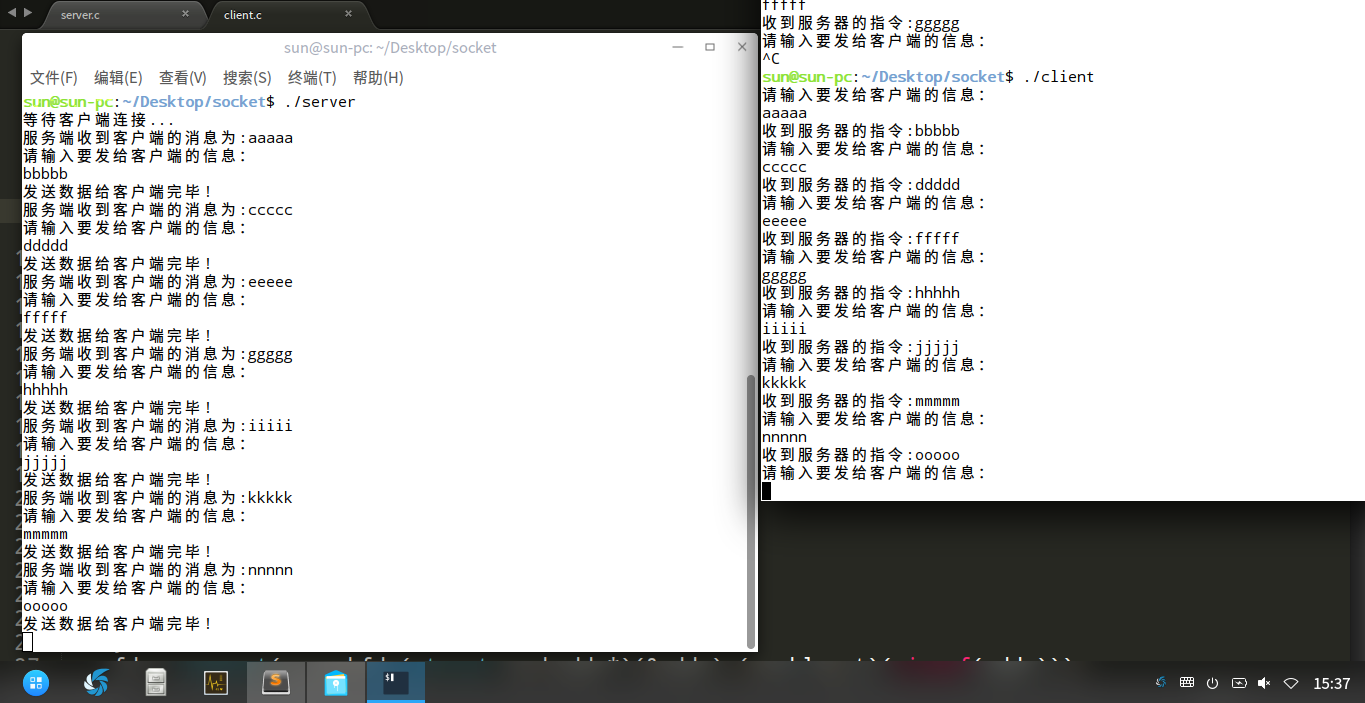 server.c
client.c
sun@sun-pc: ~/Desktop/socket
文件(F) 编辑(E) 查看(V) 搜索(S) 终端(T) 帮助(H)
sun@sun-pc:~/Desktop/socket$ ./server
等待客户端连接...
服务端收到客户端的消息为:aaaaa
请输入要发给客户端的信息:
bbbbb
发送数据给客户端完毕!
服务端收到客户端的消息为:ccccc
请输入要发给客户端的信息:
ddddd
发送数据给客户端完毕!
服务端收到客户端的消息为:eeeee
请输入要发给客户端的信息:
fffff
发送数据给客户端完毕!
服务端收到客户端的消息为:ggggg
请输入要发给客户端的信息:
hhhhh
发送数据给客户端完毕!
服务端收到客户端的消息为:iiiii
请输入要发给客户端的信息:
jjjjj
发送数据给客户端完毕!
服务端收到客户端的消息为:kkkkk
请输入要发给客户端的信息:
mmmmm
发送数据给客户端完毕!
服务端收到客户端的消息为:nnnnn
请输入要发给客户端的信息:
ooooo
发送数据给客户端完毕!
fffff
收到服务器的指令:ggggg
请输入要发给客户端的信息:
^C
sun@sun-pc:~/Desktop/socket$ ./client
请输入要发给客户端的信息:
aaaaa
收到服务器的指令:bbbbb
请输入要发给客户端的信息:
ccccc
收到服务器的指令:ddddd
请输入要发给客户端的信息:
eeeee
收到服务器的指令:fffff
请输入要发给客户端的信息:
ggggg
收到服务器的指令:hhhhh
请输入要发给客户端的信息:
iiiii
收到服务器的指令:jjjjj
请输入要发给客户端的信息:
kkkkk
收到服务器的指令:mmmmm
请输入要发给客户端的信息:
nnnnn
收到服务器的指令:ooooo
请输入要发给客户端的信息:
15:37